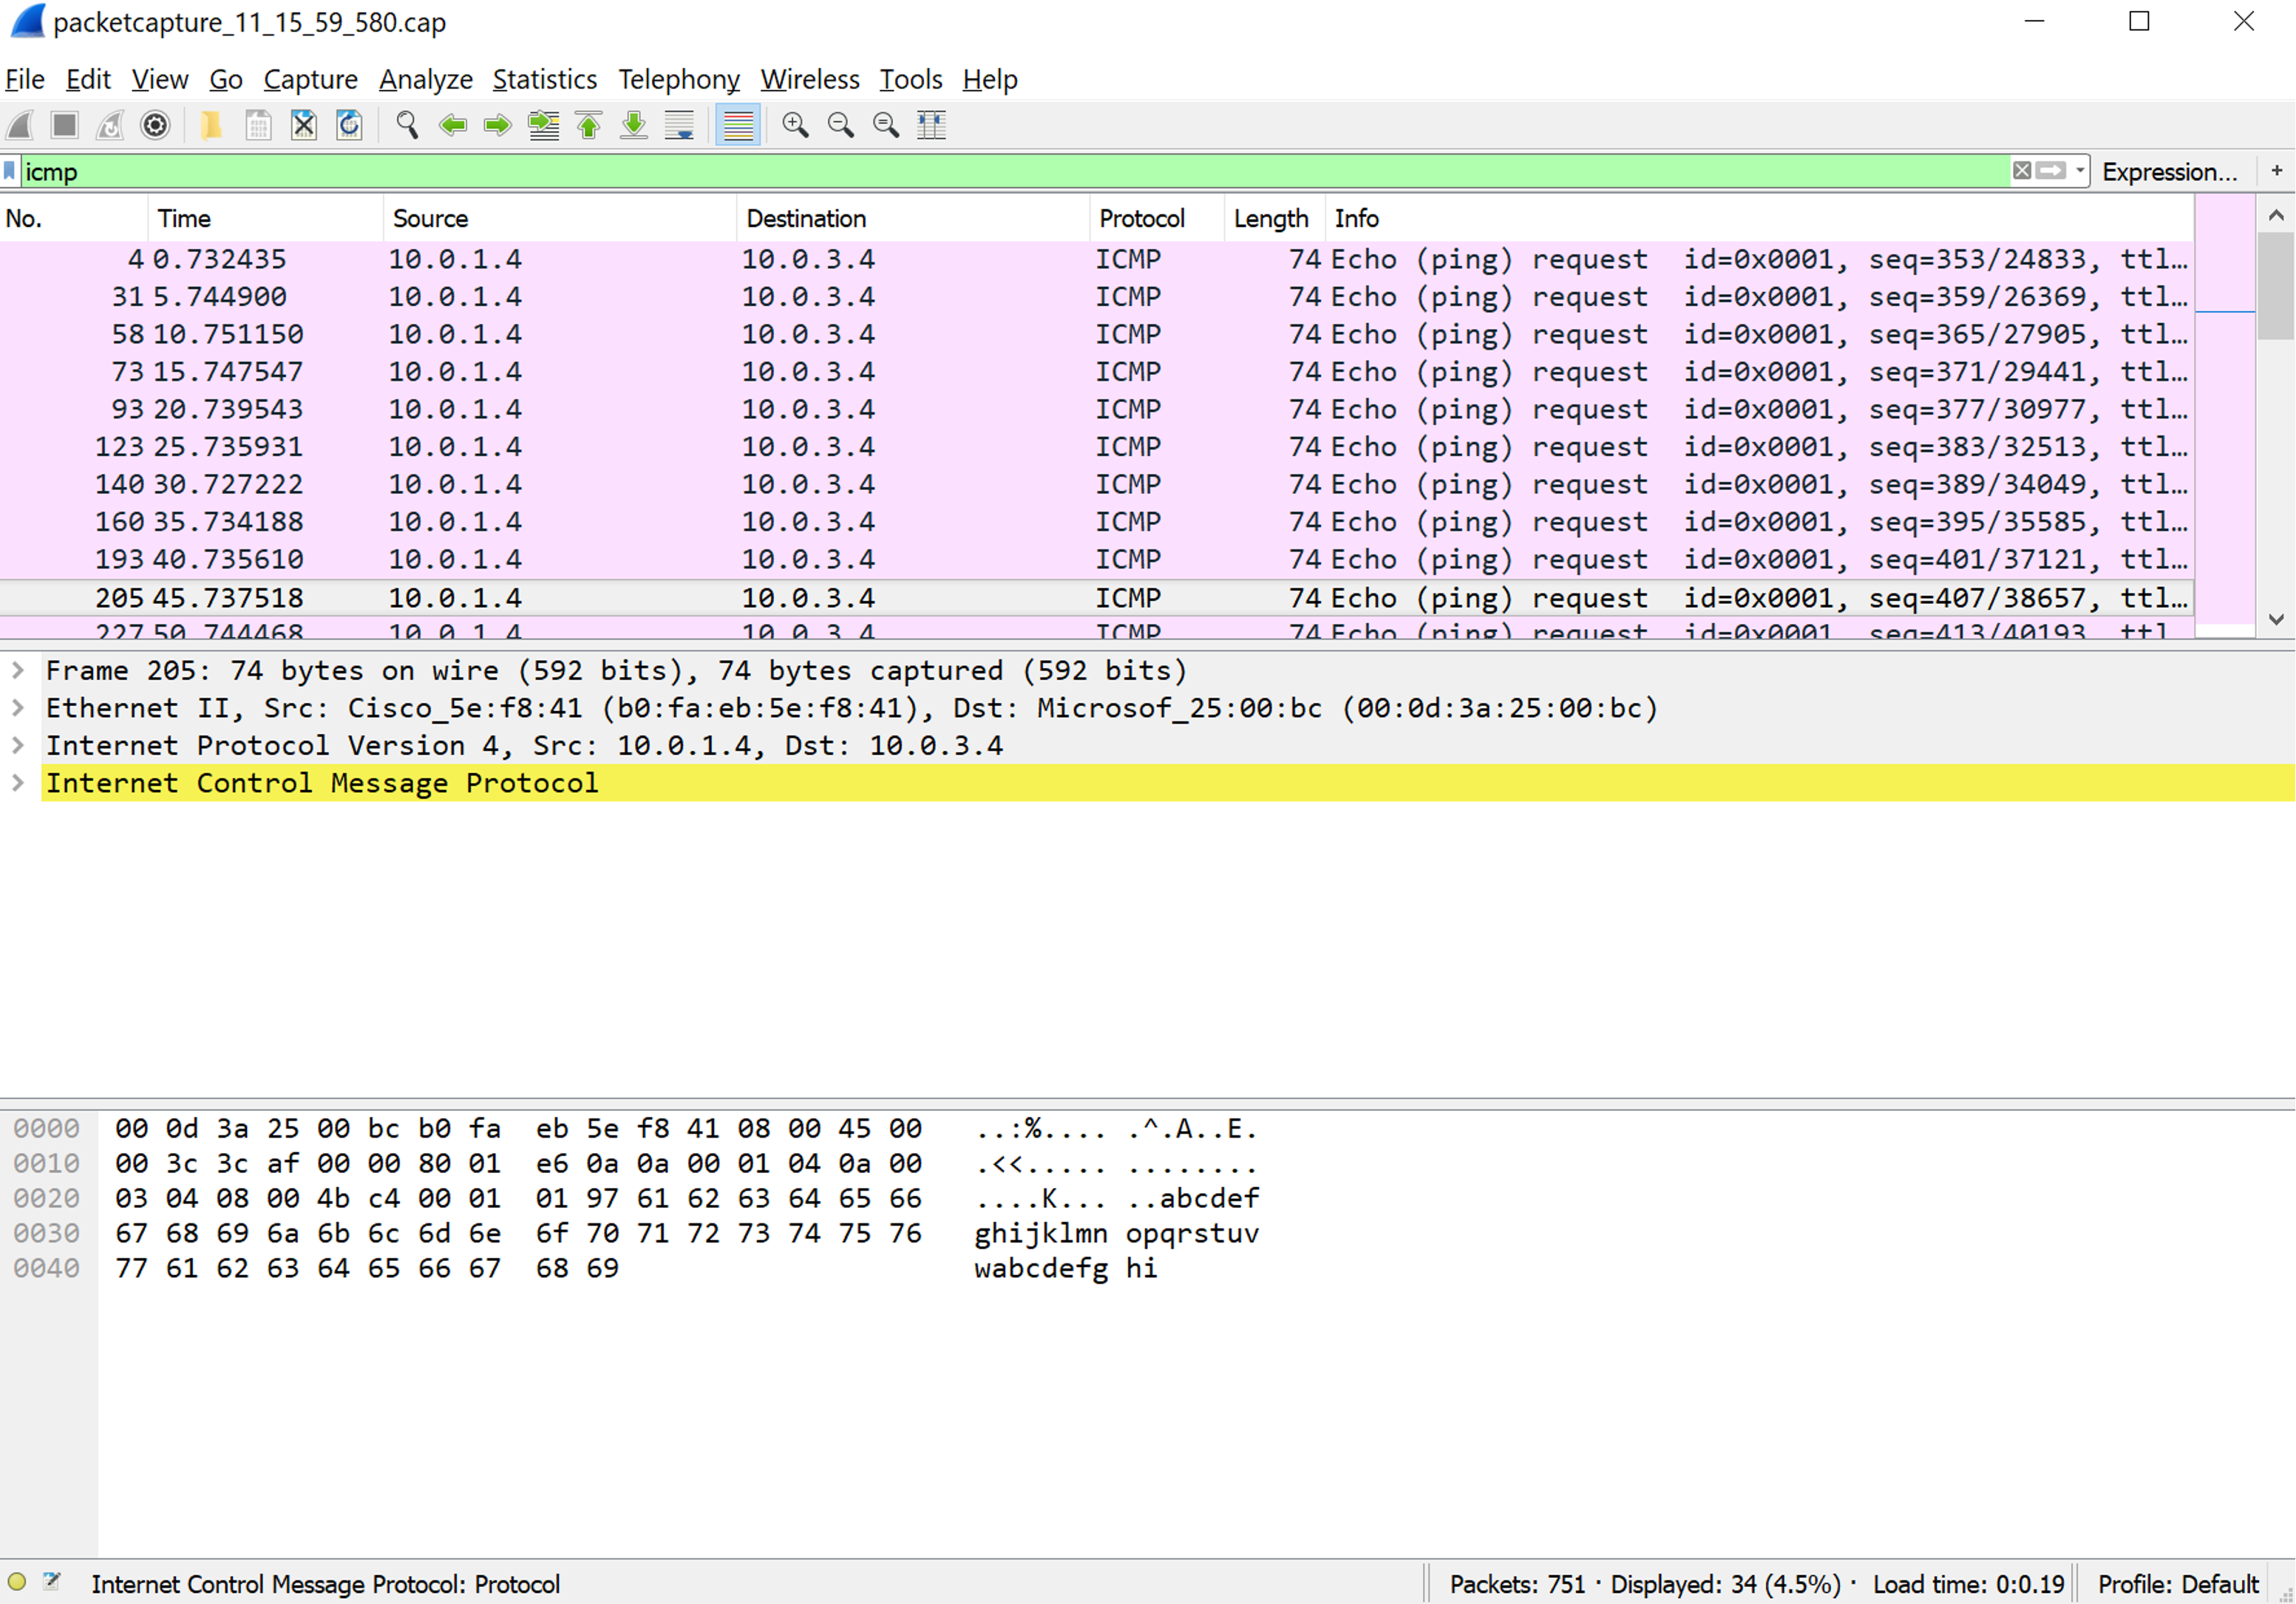 packetcapture_11_15_59_580.cap
File Edit View Go Capture Analyze Statistics Telephony Wireless Tools Help
icmp Expression... +
No. Time Source Destination Protocol Length Info
4 0.732435 10.0.1.4 10.0.3.4 ICMP 74 Echo (ping) request id=0x0001, seq=353/24833, ttl…
31 5.744900 10.0.1.4 10.0.3.4 ICMP 74 Echo (ping) request id=0x0001, seq=359/26369, ttl…
58 10.751150 10.0.1.4 10.0.3.4 ICMP 74 Echo (ping) request id=0x0001, seq=365/27905, ttl…
73 15.747547 10.0.1.4 10.0.3.4 ICMP 74 Echo (ping) request id=0x0001, seq=371/29441, ttl…
93 20.739543 10.0.1.4 10.0.3.4 ICMP 74 Echo (ping) request id=0x0001, seq=377/30977, ttl…
123 25.735931 10.0.1.4 10.0.3.4 ICMP 74 Echo (ping) request id=0x0001, seq=383/32513, ttl…
140 30.727222 10.0.1.4 10.0.3.4 ICMP 74 Echo (ping) request id=0x0001, seq=389/34049, ttl…
160 35.734188 10.0.1.4 10.0.3.4 ICMP 74 Echo (ping) request id=0x0001, seq=395/35585, ttl…
193 40.735610 10.0.1.4 10.0.3.4 ICMP 74 Echo (ping) request id=0x0001, seq=401/37121, ttl…
205 45.737518 10.0.1.4 10.0.3.4 ICMP 74 Echo (ping) request id=0x0001, seq=407/38657, ttl…
227 50.744468 10.0.1.4 10.0.3.4 ICMP 74 Echo (ping) request id=0x0001, seq=413/40193, ttl
Frame 205: 74 bytes on wire (592 bits), 74 bytes captured (592 bits)
Ethernet II, Src: Cisco_5e:f8:41 (b0:fa:eb:5e:f8:41), Dst: Microsof_25:00:bc (00:0d:3a:25:00:bc)
Internet Protocol Version 4, Src: 10.0.1.4, Dst: 10.0.3.4
Internet Control Message Protocol
0000 00 0d 3a 25 00 bc b0 fa eb 5e f8 41 08 00 45 00 ..:%.... .^.A..E.
0010 00 3c 3c af 00 00 80 01 e6 0a 0a 00 01 04 0a 00 .<<..... ........
0020 03 04 08 00 4b c4 00 01 01 97 61 62 63 64 65 66 ....K... ..abcdef
0030 67 68 69 6a 6b 6c 6d 6e 6f 70 71 72 73 74 75 76 ghijklmn opqrstuv
0040 77 61 62 63 64 65 66 67 68 69 wabcdefg hi
Internet Control Message Protocol: Protocol Packets: 751 · Displayed: 34 (4.5%) · Load time: 0:0.19 Profile: Default